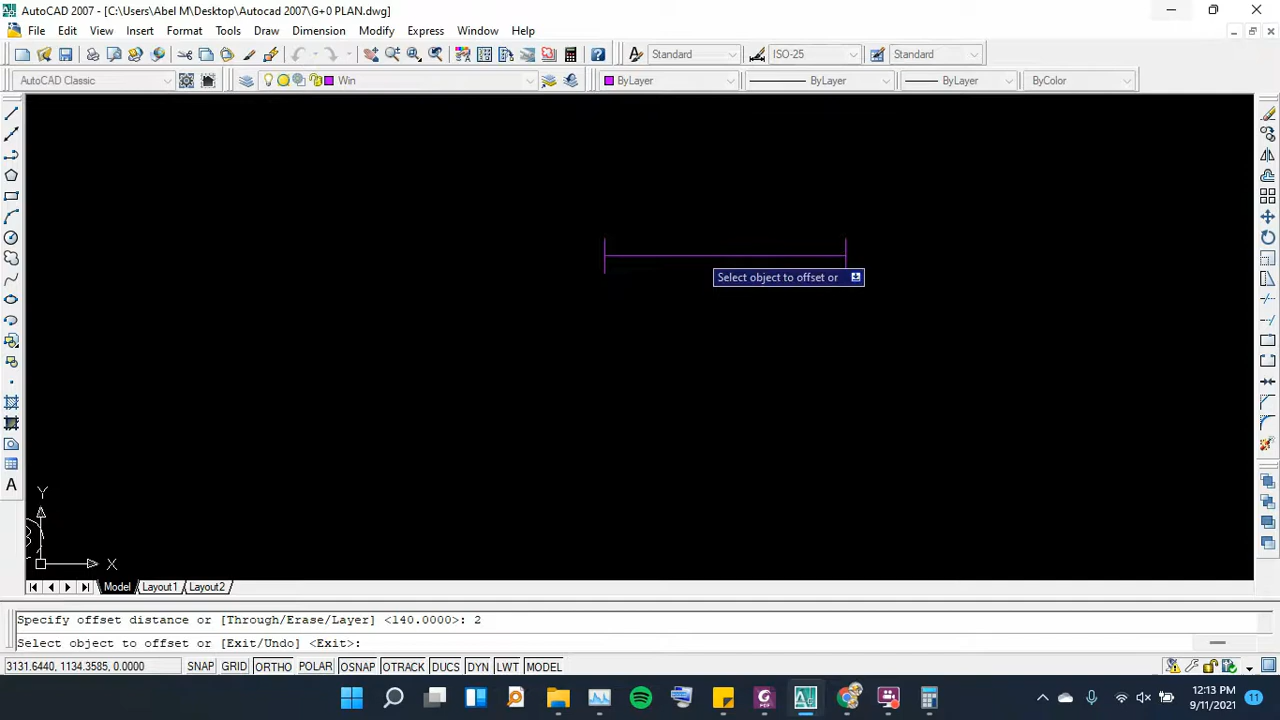 AutoCAD 2007 - [C:\Users\Abel M\Desktop\Autocad 2007\G+0 PLAN.dwg]
File Edit View Insert Format Tools Draw Dimension Modify Express Window Help
Standard ISO-25 Standard
AutoCAD Classic Win ByLayer ByLayer ByLayer ByColor
Select object to offset or
A
Y
X
Model Layout1 Layout2
Specify offset distance or [Through/Erase/Layer] <140.0000>: 2
Select object to offset or [Exit/Undo] <Exit>:
3131.6440, 1134.3585, 0.0000 SNAP GRID ORTHO POLAR OSNAP OTRACK DUCS DYN LWT MODEL
12:13 PM
9/11/2021
11